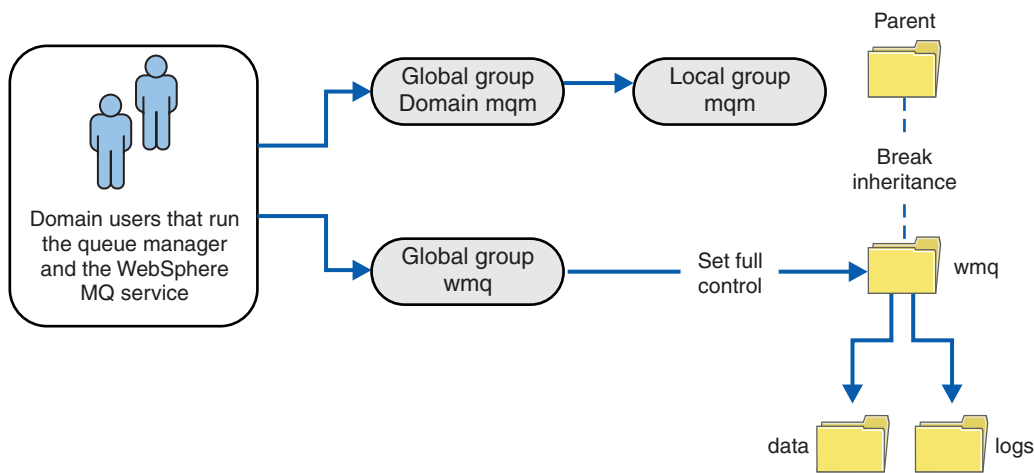 Parent
Global group
Domain mqm
Local group
mqm
Break
inheritance
Domain users that run
the queue manager
and the WebSphere
MQ service
Global group
wmq
Set full
control
wmq
data
logs